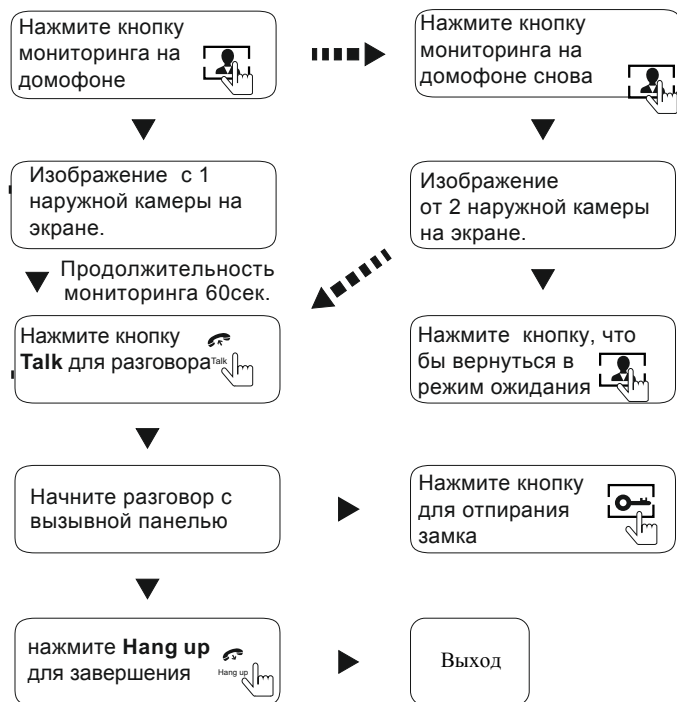 Нажмите кнопку
мониторинга на
домофоне
Нажмите кнопку
мониторинга на
домофоне снова
Изображение с 1
наружной камеры на
экране.
Изображение
от 2 наружной камеры
на экране.
Продолжительность
мониторинга 60сек.
Нажмите кнопку
Talk для разговора
Talk
Нажмите кнопку, что
бы вернуться в
режим ожидания
Начните разговор с
вызывной панелью
Нажмите кнопку
для отпирания
замка
нажмите Hang up
для завершения
Hang up
Выход